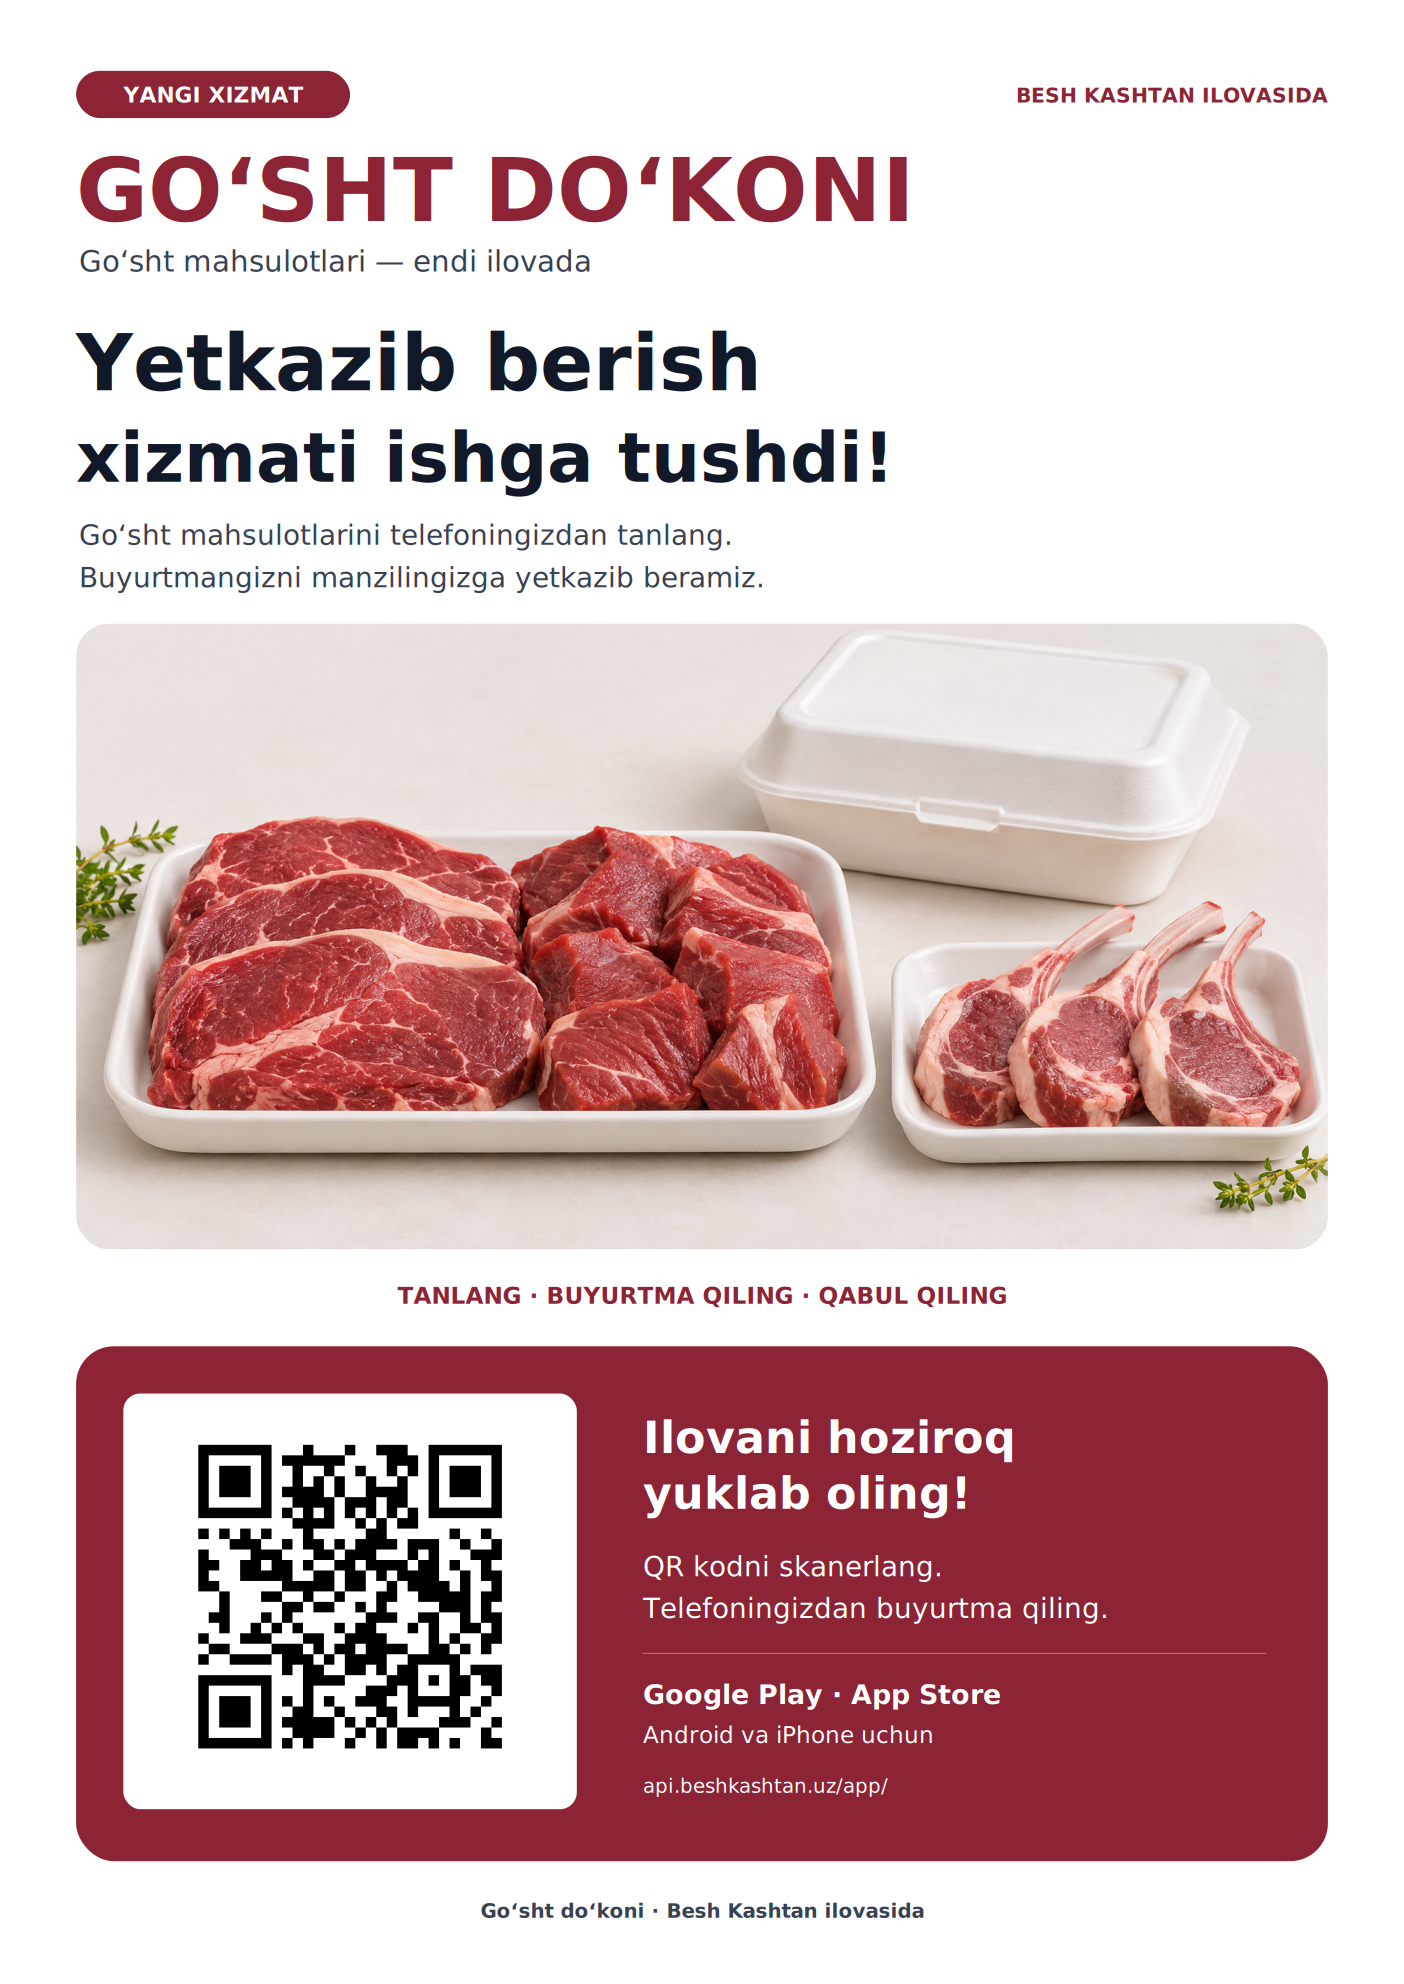 YANGI XIZMAT
BESH KASHTAN ILOVASIDA
GO‘SHT DO‘KONI
Go‘sht mahsulotlari — endi ilovada
Yetkazib berish
xizmati ishga tushdi!
Go‘sht mahsulotlarini telefoningizdan tanlang.
Buyurtmangizni manzilingizga yetkazib beramiz.
TANLANG · BUYURTMA QILING · QABUL QILING
Ilovani hoziroq
yuklab oling!
QR kodni skanerlang.
Telefoningizdan buyurtma qiling.
Google Play · App Store
Android va iPhone uchun
api.beshkashtan.uz/app/
Go‘sht do‘koni · Besh Kashtan ilovasida